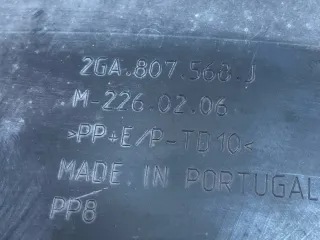 2GA.807.568.J
M-226.02.06
>PP+E/P-TD10<
MADE IN PORTUGAL
PP8